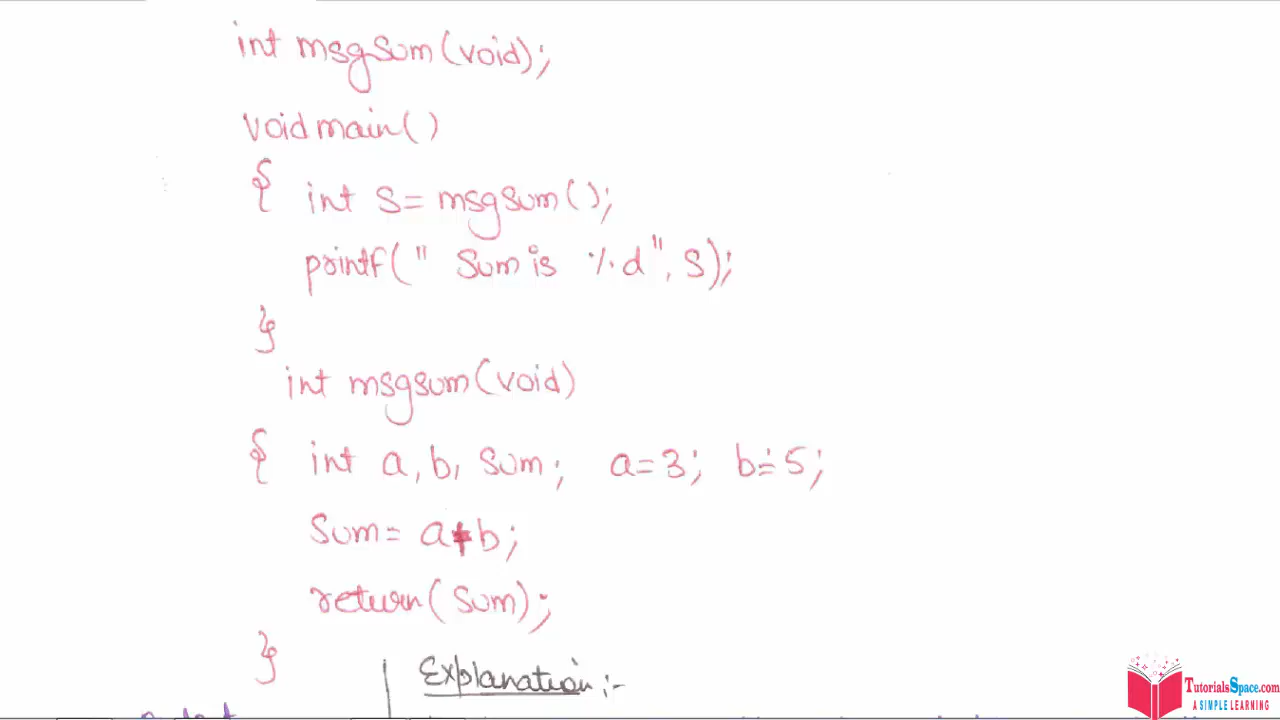 int msgsum(void);
void main()
{ int s= msgsum();
printf(" Sum is %d", s);
}
int msgsum(void)
{ int a, b, sum; a=3; b=5;
Sum= a+b;
return(sum);
}
Explanation :-
TutorialsSpace.com
A SIMPLE LEARNING